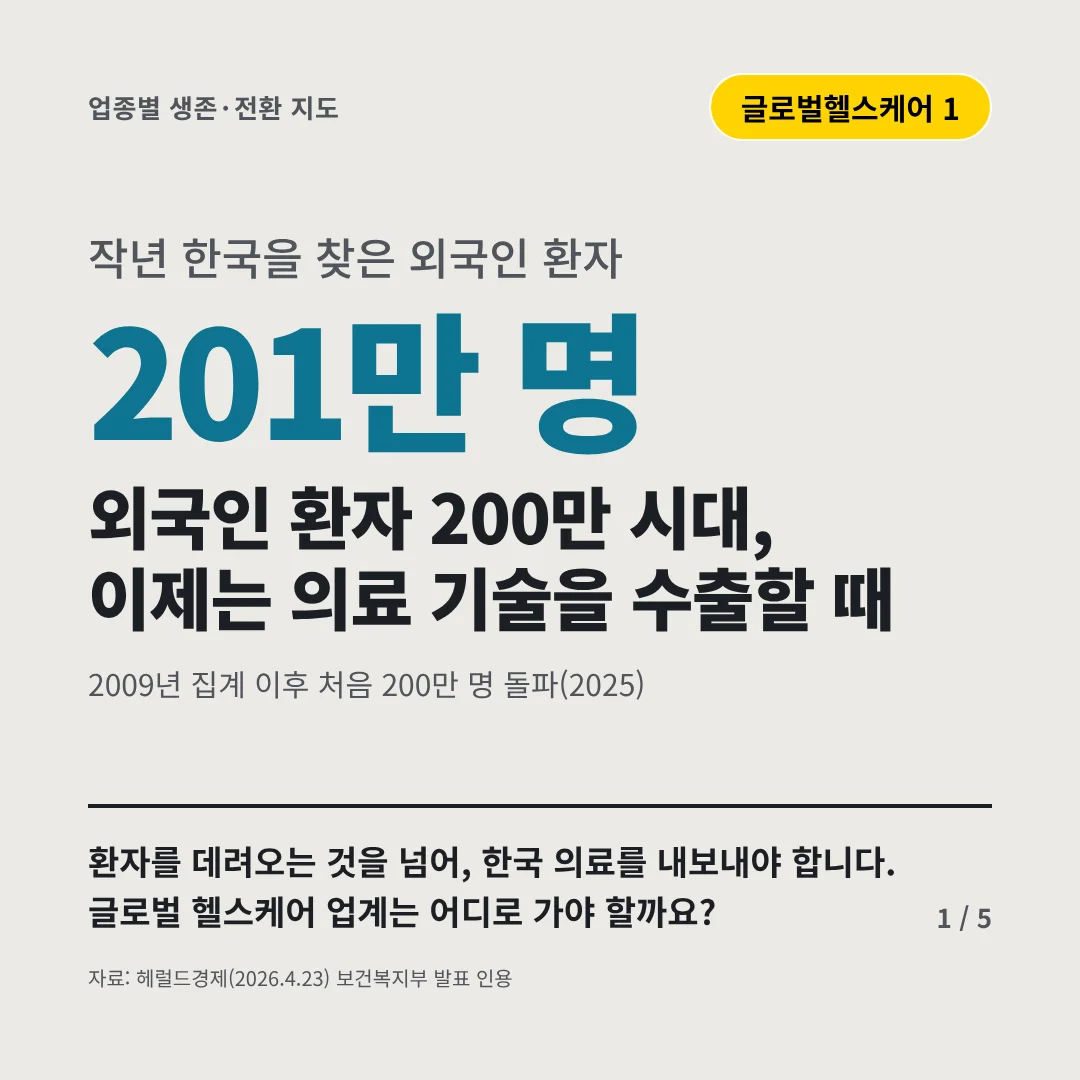 업종별 생존·전환 지도
글로벌헬스케어 1
작년 한국을 찾은 외국인 환자
201만 명
외국인 환자 200만 시대,
이제는 의료 기술을 수출할 때
2009년 집계 이후 처음 200만 명 돌파(2025)
환자를 데려오는 것을 넘어, 한국 의료를 내보내야 합니다.
글로벌 헬스케어 업계는 어디로 가야 할까요?
1 / 5
자료: 헤럴드경제(2026.4.23) 보건복지부 발표 인용